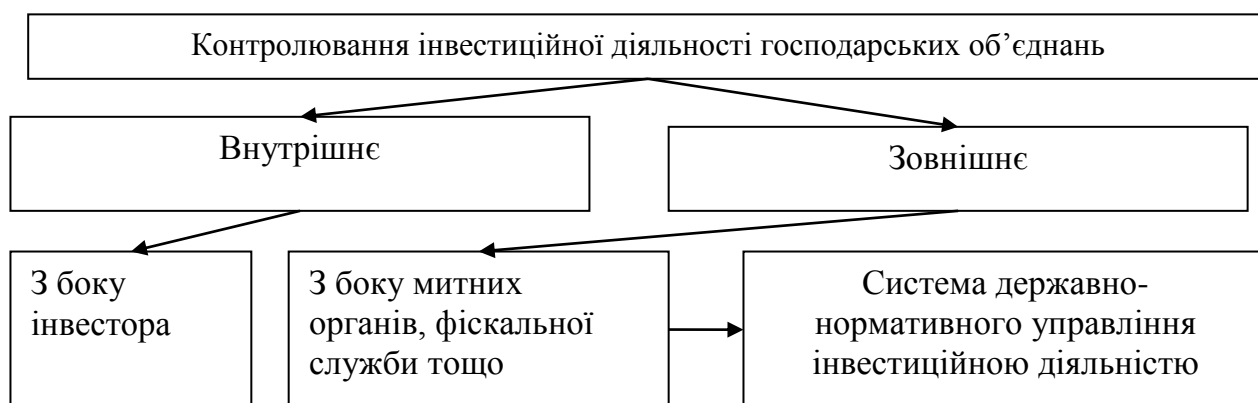 Контролювання інвестиційної діяльності господарських об’єднань
Внутрішнє
Зовнішнє
З боку
інвестора
З боку митних
органів, фіскальної
служби тощо
Система державно-
нормативного управління
інвестиційною діяльністю